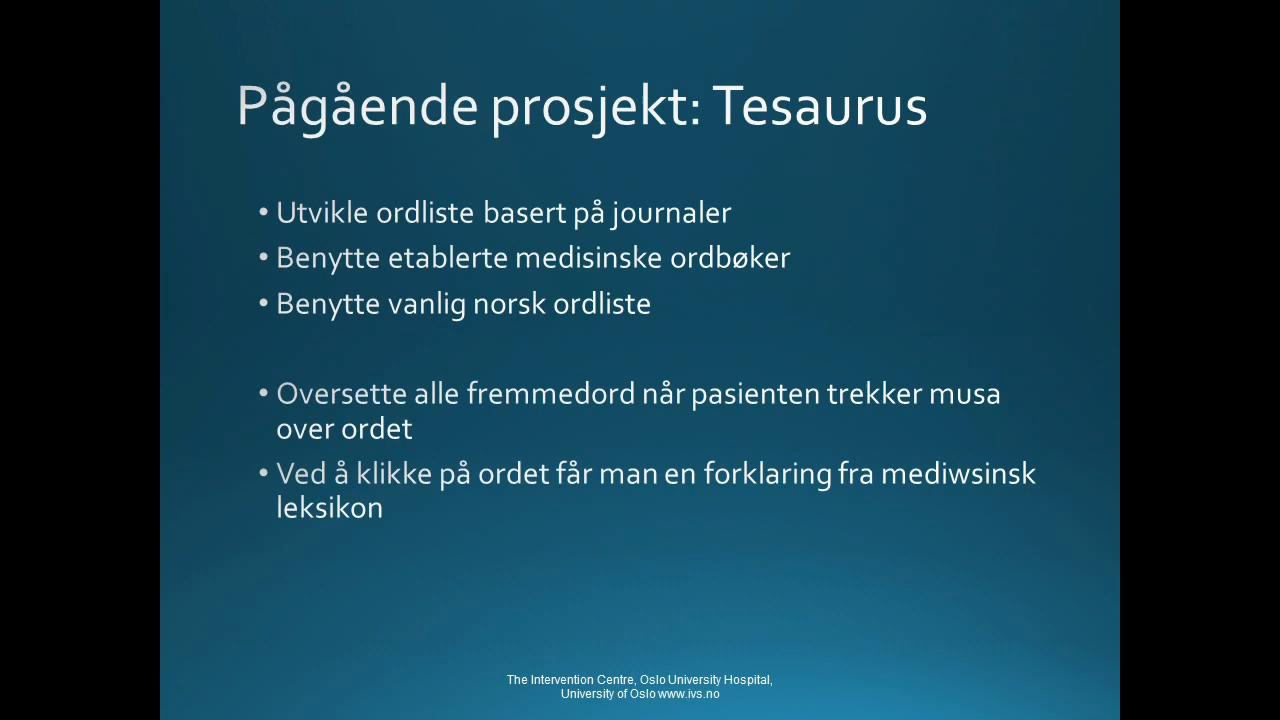 Pågående prosjekt: Tesaurus
• Utvikle ordliste basert på journaler
• Benytte etablerte medisinske ordbøker
• Benytte vanlig norsk ordliste
• Oversette alle fremmedord når pasienten trekker musa
over ordet
• Ved å klikke på ordet får man en forklaring fra mediwsinsk
leksikon
The Intervention Centre, Oslo University Hospital,
University of Oslo www.ivs.no